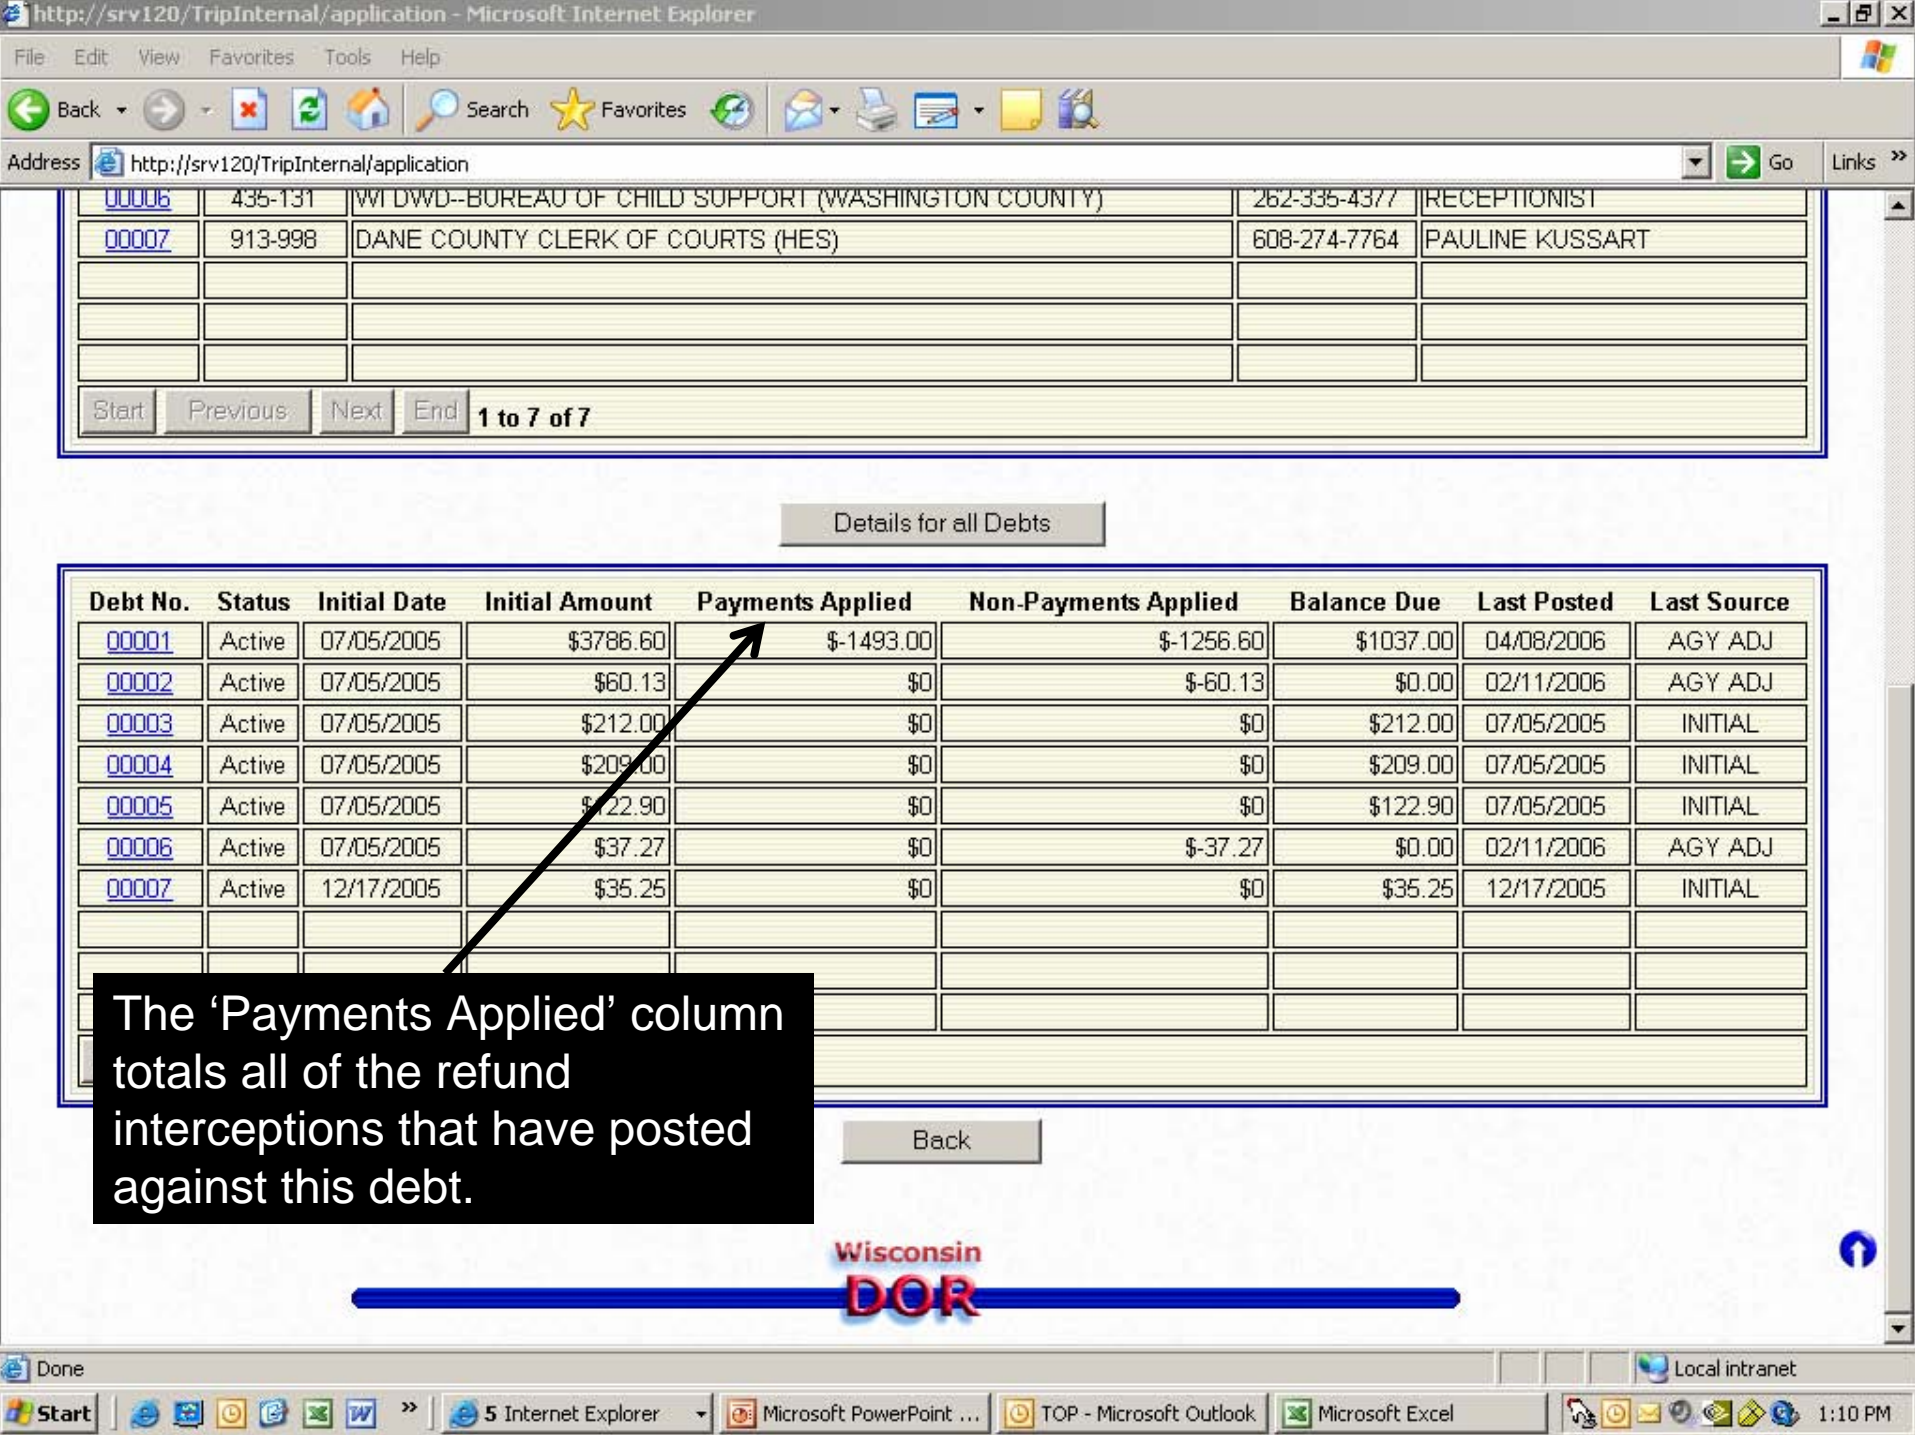 http://srv120/TripInternal/application - Microsoft Internet Explorer
File Edit View Favorites Tools Help
Back Search Favorites
Address http://srv120/TripInternal/application Go Links »
00006 435-131 WI DWD--BUREAU OF CHILD SUPPORT (WASHINGTON COUNTY) 262-335-4377 RECEPTIONIST
00007 913-998 DANE COUNTY CLERK OF COURTS (HES) 608-274-7764 PAULINE KUSSART
Start Previous Next End 1 to 7 of 7
Details for all Debts
Debt No. Status Initial Date Initial Amount Payments Applied Non-Payments Applied Balance Due Last Posted Last Source
00001 Active 07/05/2005 $3786.60 $-1493.00 $-1256.60 $1037.00 04/08/2006 AGY ADJ
00002 Active 07/05/2005 $60.13 $0 $-60.13 $0.00 02/11/2006 AGY ADJ
00003 Active 07/05/2005 $212.00 $0 $0 $212.00 07/05/2005 INITIAL
00004 Active 07/05/2005 $209.00 $0 $0 $209.00 07/05/2005 INITIAL
00005 Active 07/05/2005 $122.90 $0 $0 $122.90 07/05/2005 INITIAL
00006 Active 07/05/2005 $37.27 $0 $-37.27 $0.00 02/11/2006 AGY ADJ
00007 Active 12/17/2005 $35.25 $0 $0 $35.25 12/17/2005 INITIAL
The ‘Payments Applied’ column
totals all of the refund
interceptions that have posted
against this debt.
Back
Wisconsin
DOR
Done Local intranet
Start » 5 Internet Explorer Microsoft PowerPoint ... TOP - Microsoft Outlook Microsoft Excel 1:10 PM